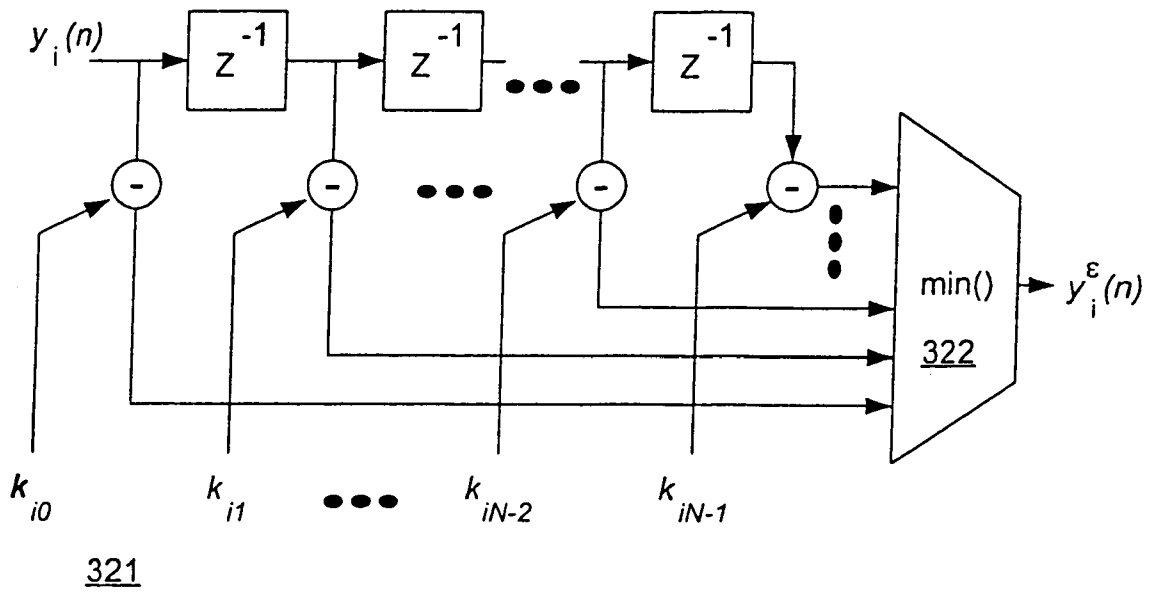 y_i(n)
Z^-1
Z^-1
Z^-1
-
-
-
-
min()
322
y_i^ε(n)
k_i0
k_i1
k_iN-2
k_iN-1
321